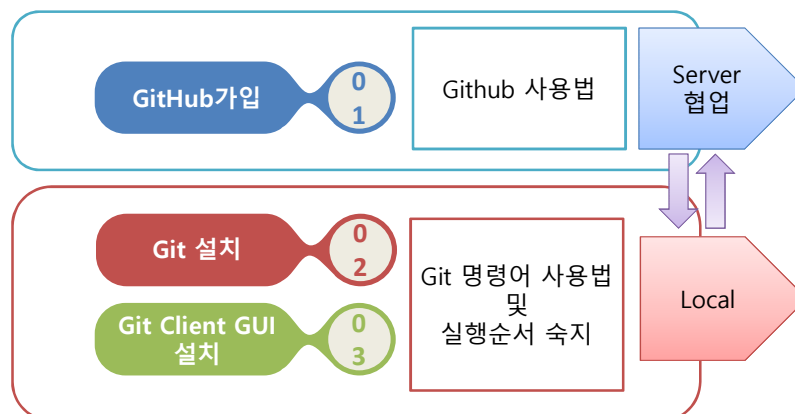 GitHub가입
0
1
Github 사용법
Server
협업
Git 설치
0
2
Git Client GUI
설치
0
3
Git 명령어 사용법
및
실행순서 숙지
Local